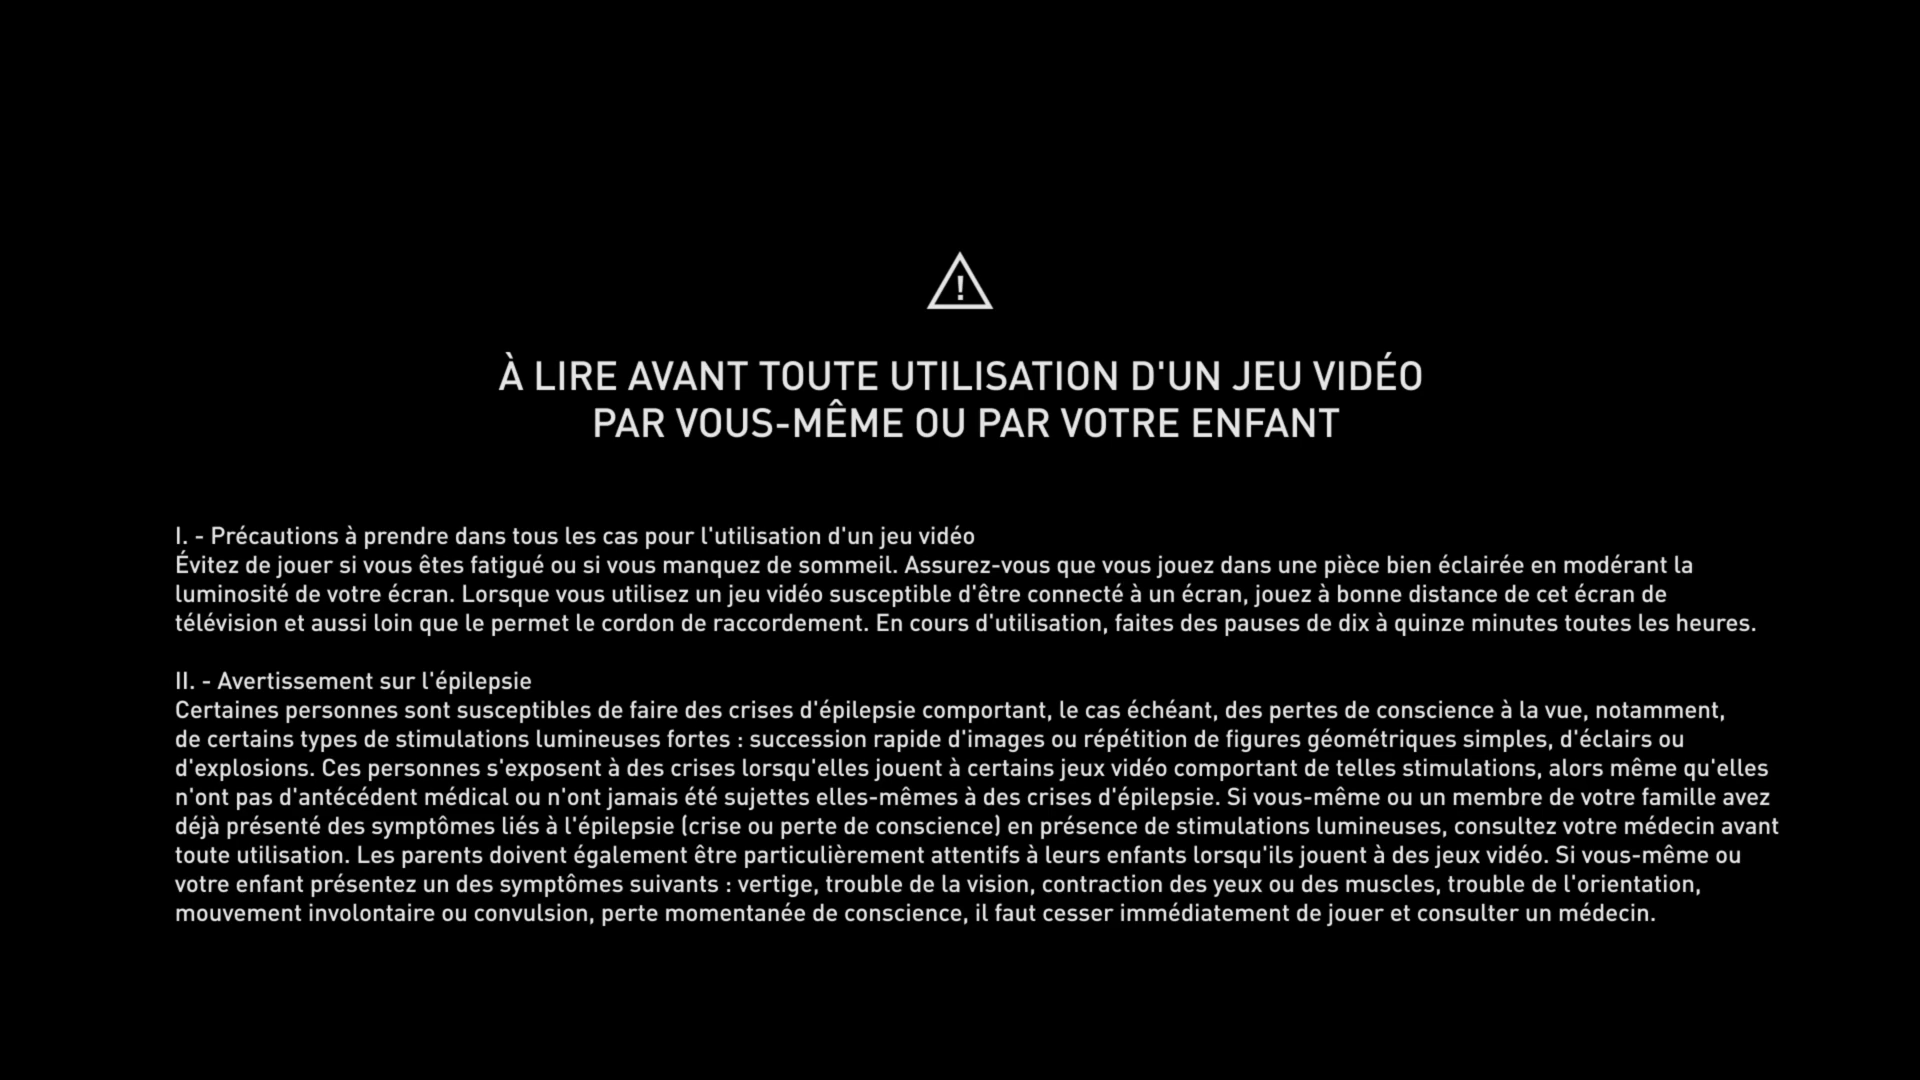 À LIRE AVANT TOUTE UTILISATION D'UN JEU VIDÉO
PAR VOUS-MÊME OU PAR VOTRE ENFANT
I. - Précautions à prendre dans tous les cas pour l'utilisation d'un jeu vidéo
Évitez de jouer si vous êtes fatigué ou si vous manquez de sommeil. Assurez-vous que vous jouez dans une pièce bien éclairée en modérant la
luminosité de votre écran. Lorsque vous utilisez un jeu vidéo susceptible d'être connecté à un écran, jouez à bonne distance de cet écran de
télévision et aussi loin que le permet le cordon de raccordement. En cours d'utilisation, faites des pauses de dix à quinze minutes toutes les heures.
II. - Avertissement sur l'épilepsie
Certaines personnes sont susceptibles de faire des crises d'épilepsie comportant, le cas échéant, des pertes de conscience à la vue, notamment,
de certains types de stimulations lumineuses fortes : succession rapide d'images ou répétition de figures géométriques simples, d'éclairs ou
d'explosions. Ces personnes s'exposent à des crises lorsqu'elles jouent à certains jeux vidéo comportant de telles stimulations, alors même qu'elles
n'ont pas d'antécédent médical ou n'ont jamais été sujettes elles-mêmes à des crises d'épilepsie. Si vous-même ou un membre de votre famille avez
déjà présenté des symptômes liés à l'épilepsie (crise ou perte de conscience) en présence de stimulations lumineuses, consultez votre médecin avant
toute utilisation. Les parents doivent également être particulièrement attentifs à leurs enfants lorsqu'ils jouent à des jeux vidéo. Si vous-même ou
votre enfant présentez un des symptômes suivants : vertige, trouble de la vision, contraction des yeux ou des muscles, trouble de l'orientation,
mouvement involontaire ou convulsion, perte momentanée de conscience, il faut cesser immédiatement de jouer et consulter un médecin.